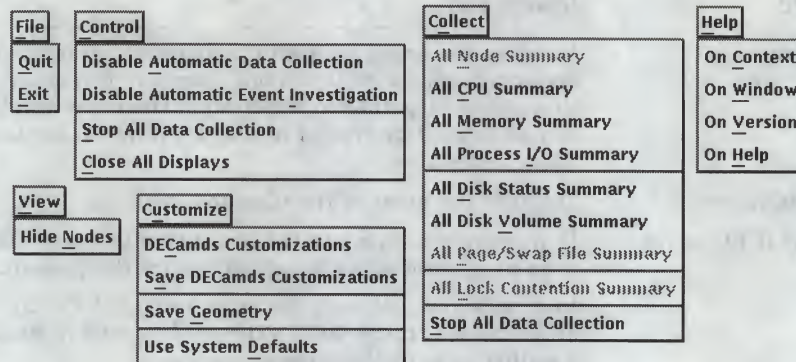 File
Quit
Exit
Control
Disable Automatic Data Collection
Disable Automatic Event Investigation
Stop All Data Collection
Close All Displays
View
Hide Nodes
Customize
DECamds Customizations
Save DECamds Customizations
Save Geometry
Use System Defaults
Collect
All Node Summary
All CPU Summary
All Memory Summary
All Process I/O Summary
All Disk Status Summary
All Disk Volume Summary
All Page/Swap File Summary
All Lock Contention Summary
Stop All Data Collection
Help
On Context
On Window
On Version
On Help